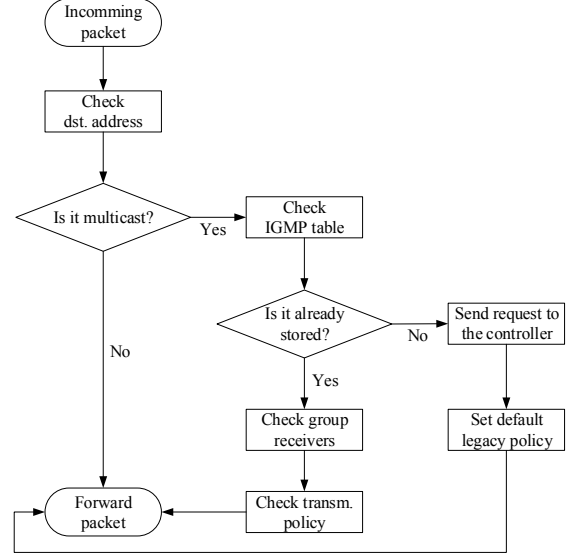 Incomming
packet
Check
dst. address
Is it multicast?
Yes
Check
IGMP table
Is it already
stored?
No
Send request to
the controller
No
Yes
Check group
receivers
Set default
legacy policy
Forward
packet
Check transm.
policy